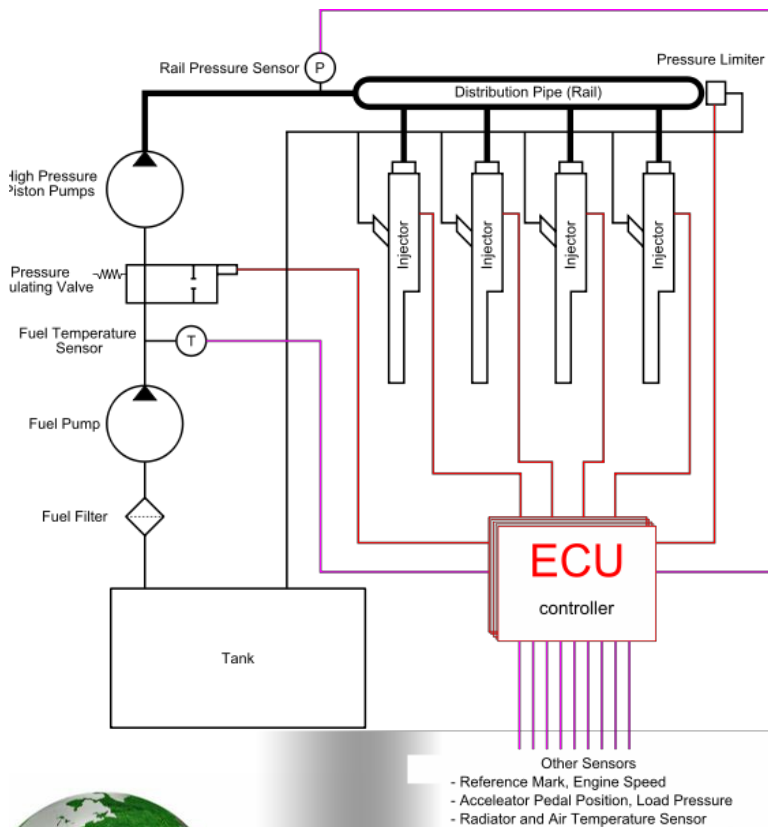 Pressure Limiter
Rail Pressure Sensor
P
Distribution Pipe (Rail)
High Pressure
Piston Pumps
Injector
Injector
Injector
Injector
Pressure
ulating Valve
Fuel Temperature
Sensor
T
Fuel Pump
Fuel Filter
ECU
controller
Tank
Other Sensors
- Reference Mark, Engine Speed
- Acceleator Pedal Position, Load Pressure
- Radiator and Air Temperature Sensor